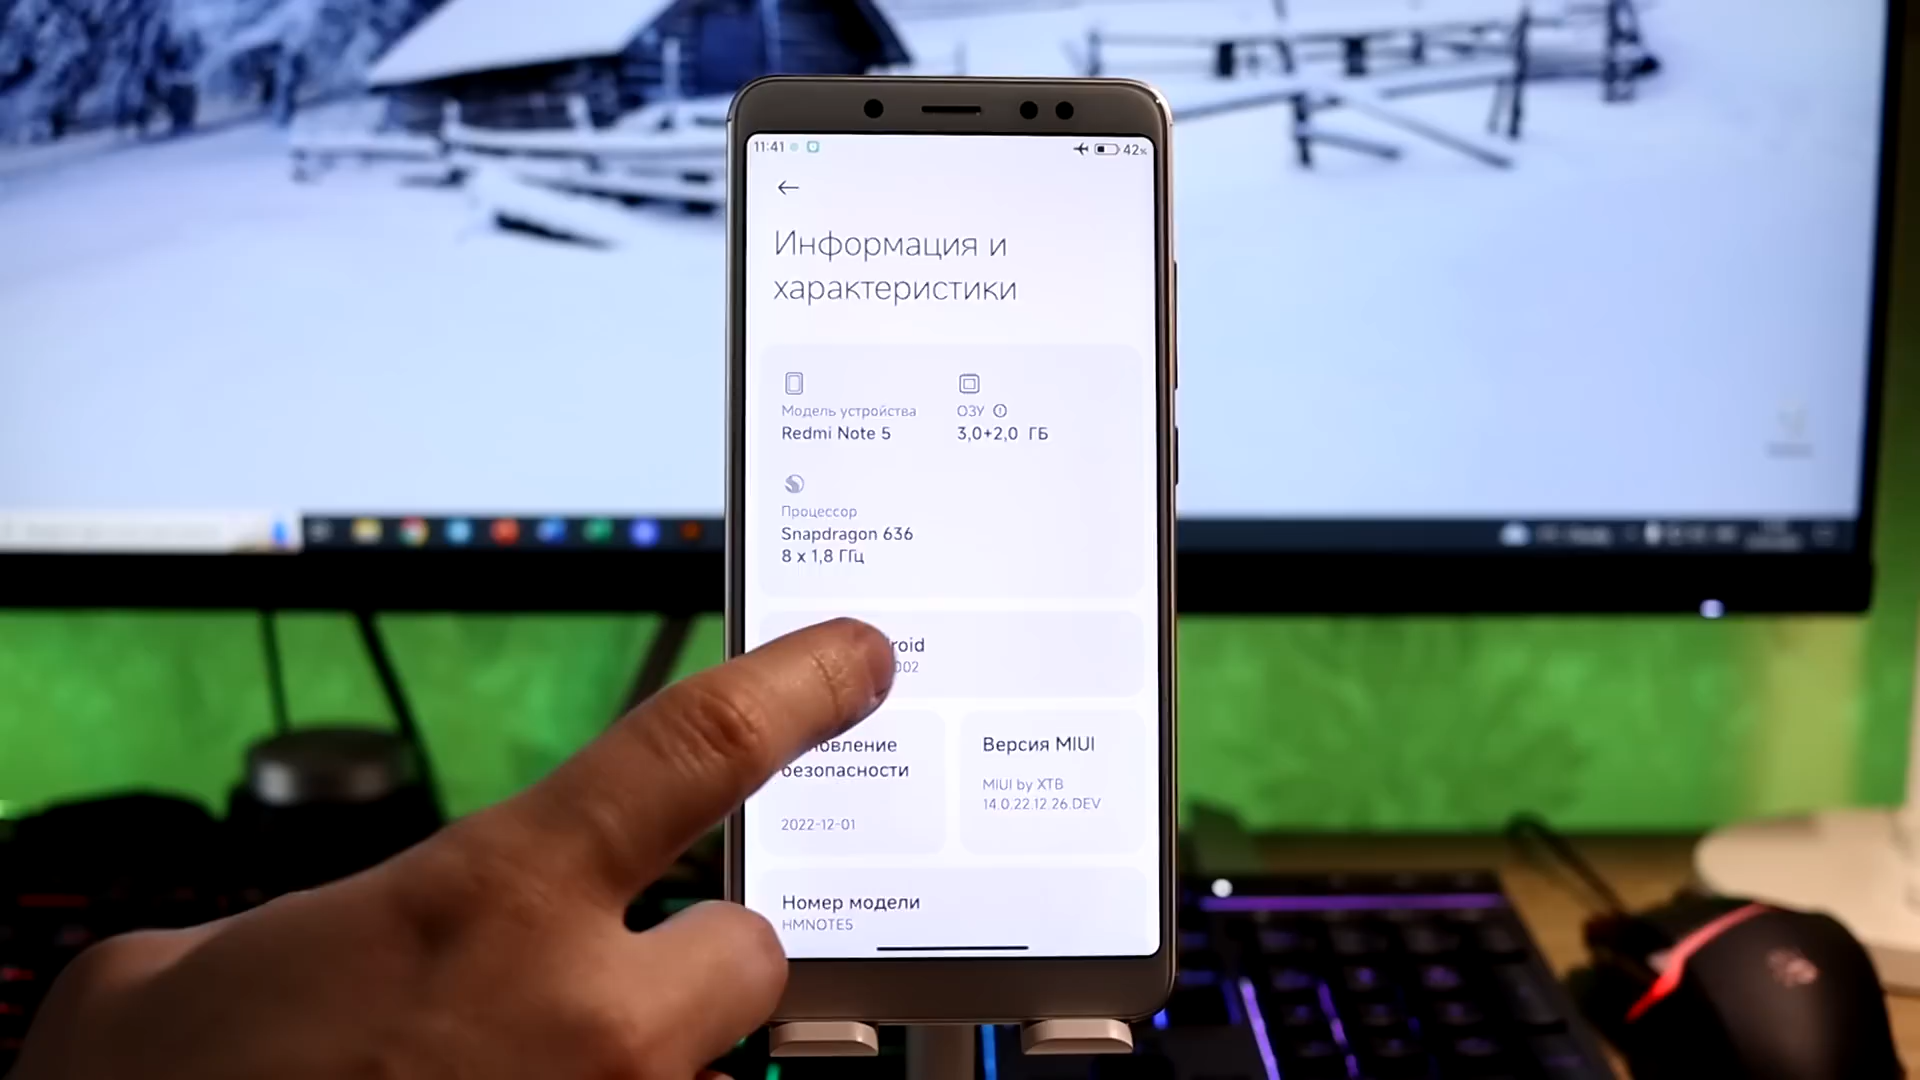 11:41
42%
Информация и
характеристики
Модель устройства
Redmi Note 5
ОЗУ
3,0+2,0 ГБ
Процессор
Snapdragon 636
8 x 1,8 ГГц
roid
002
новление
безопасности
2022-12-01
Версия MIUI
MIUI by XTB
14.0.22.12.26.DEV
Номер модели
HMNOTE5